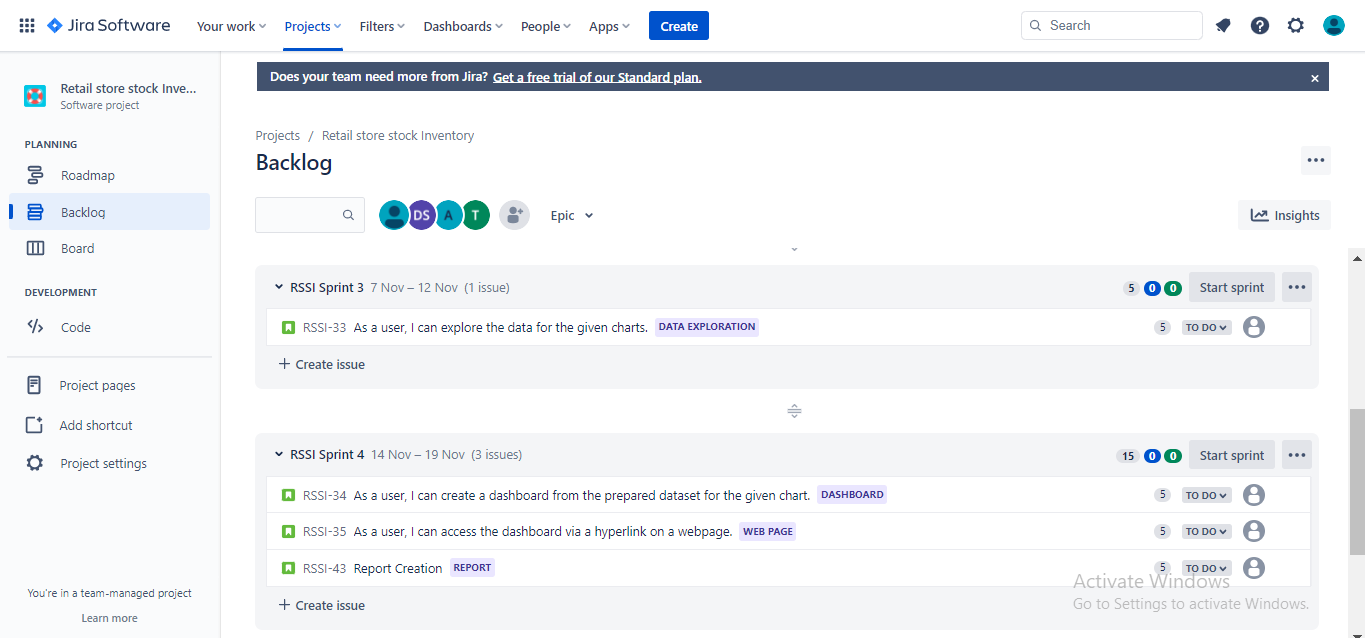 Jira Software Your work Projects Filters Dashboards People Apps Create Search
Does your team need more from Jira? Get a free trial of our Standard plan.
Retail store stock Inve...
Software project
PLANNING
Roadmap
Backlog
Board
DEVELOPMENT
Code
Project pages
Add shortcut
Project settings
You're in a team-managed project
Learn more
Projects / Retail store stock Inventory
Backlog
DS A T Epic Insights
RSSI Sprint 3 7 Nov – 12 Nov (1 issue) 5 0 0 Start sprint
RSSI-33 As a user, I can explore the data for the given charts. DATA EXPLORATION 5 TO DO
+ Create issue
RSSI Sprint 4 14 Nov – 19 Nov (3 issues) 15 0 0 Start sprint
RSSI-34 As a user, I can create a dashboard from the prepared dataset for the given chart. DASHBOARD 5 TO DO
RSSI-35 As a user, I can access the dashboard via a hyperlink on a webpage. WEB PAGE 5 TO DO
RSSI-43 Report Creation REPORT 5 TO DO
+ Create issue
Activate Windows
Go to Settings to activate Windows.